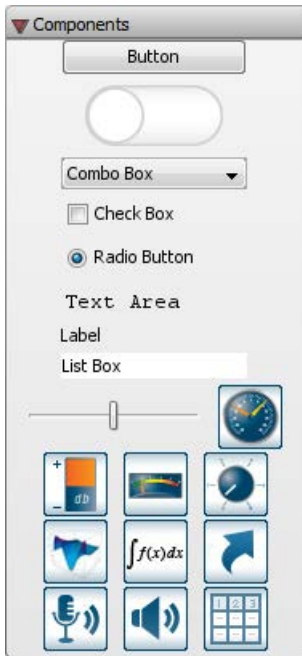 Components
Button
Combo Box
Check Box
Radio Button
Text Area
Label
List Box
+
-
db
∫f(x)dx
1 2 3